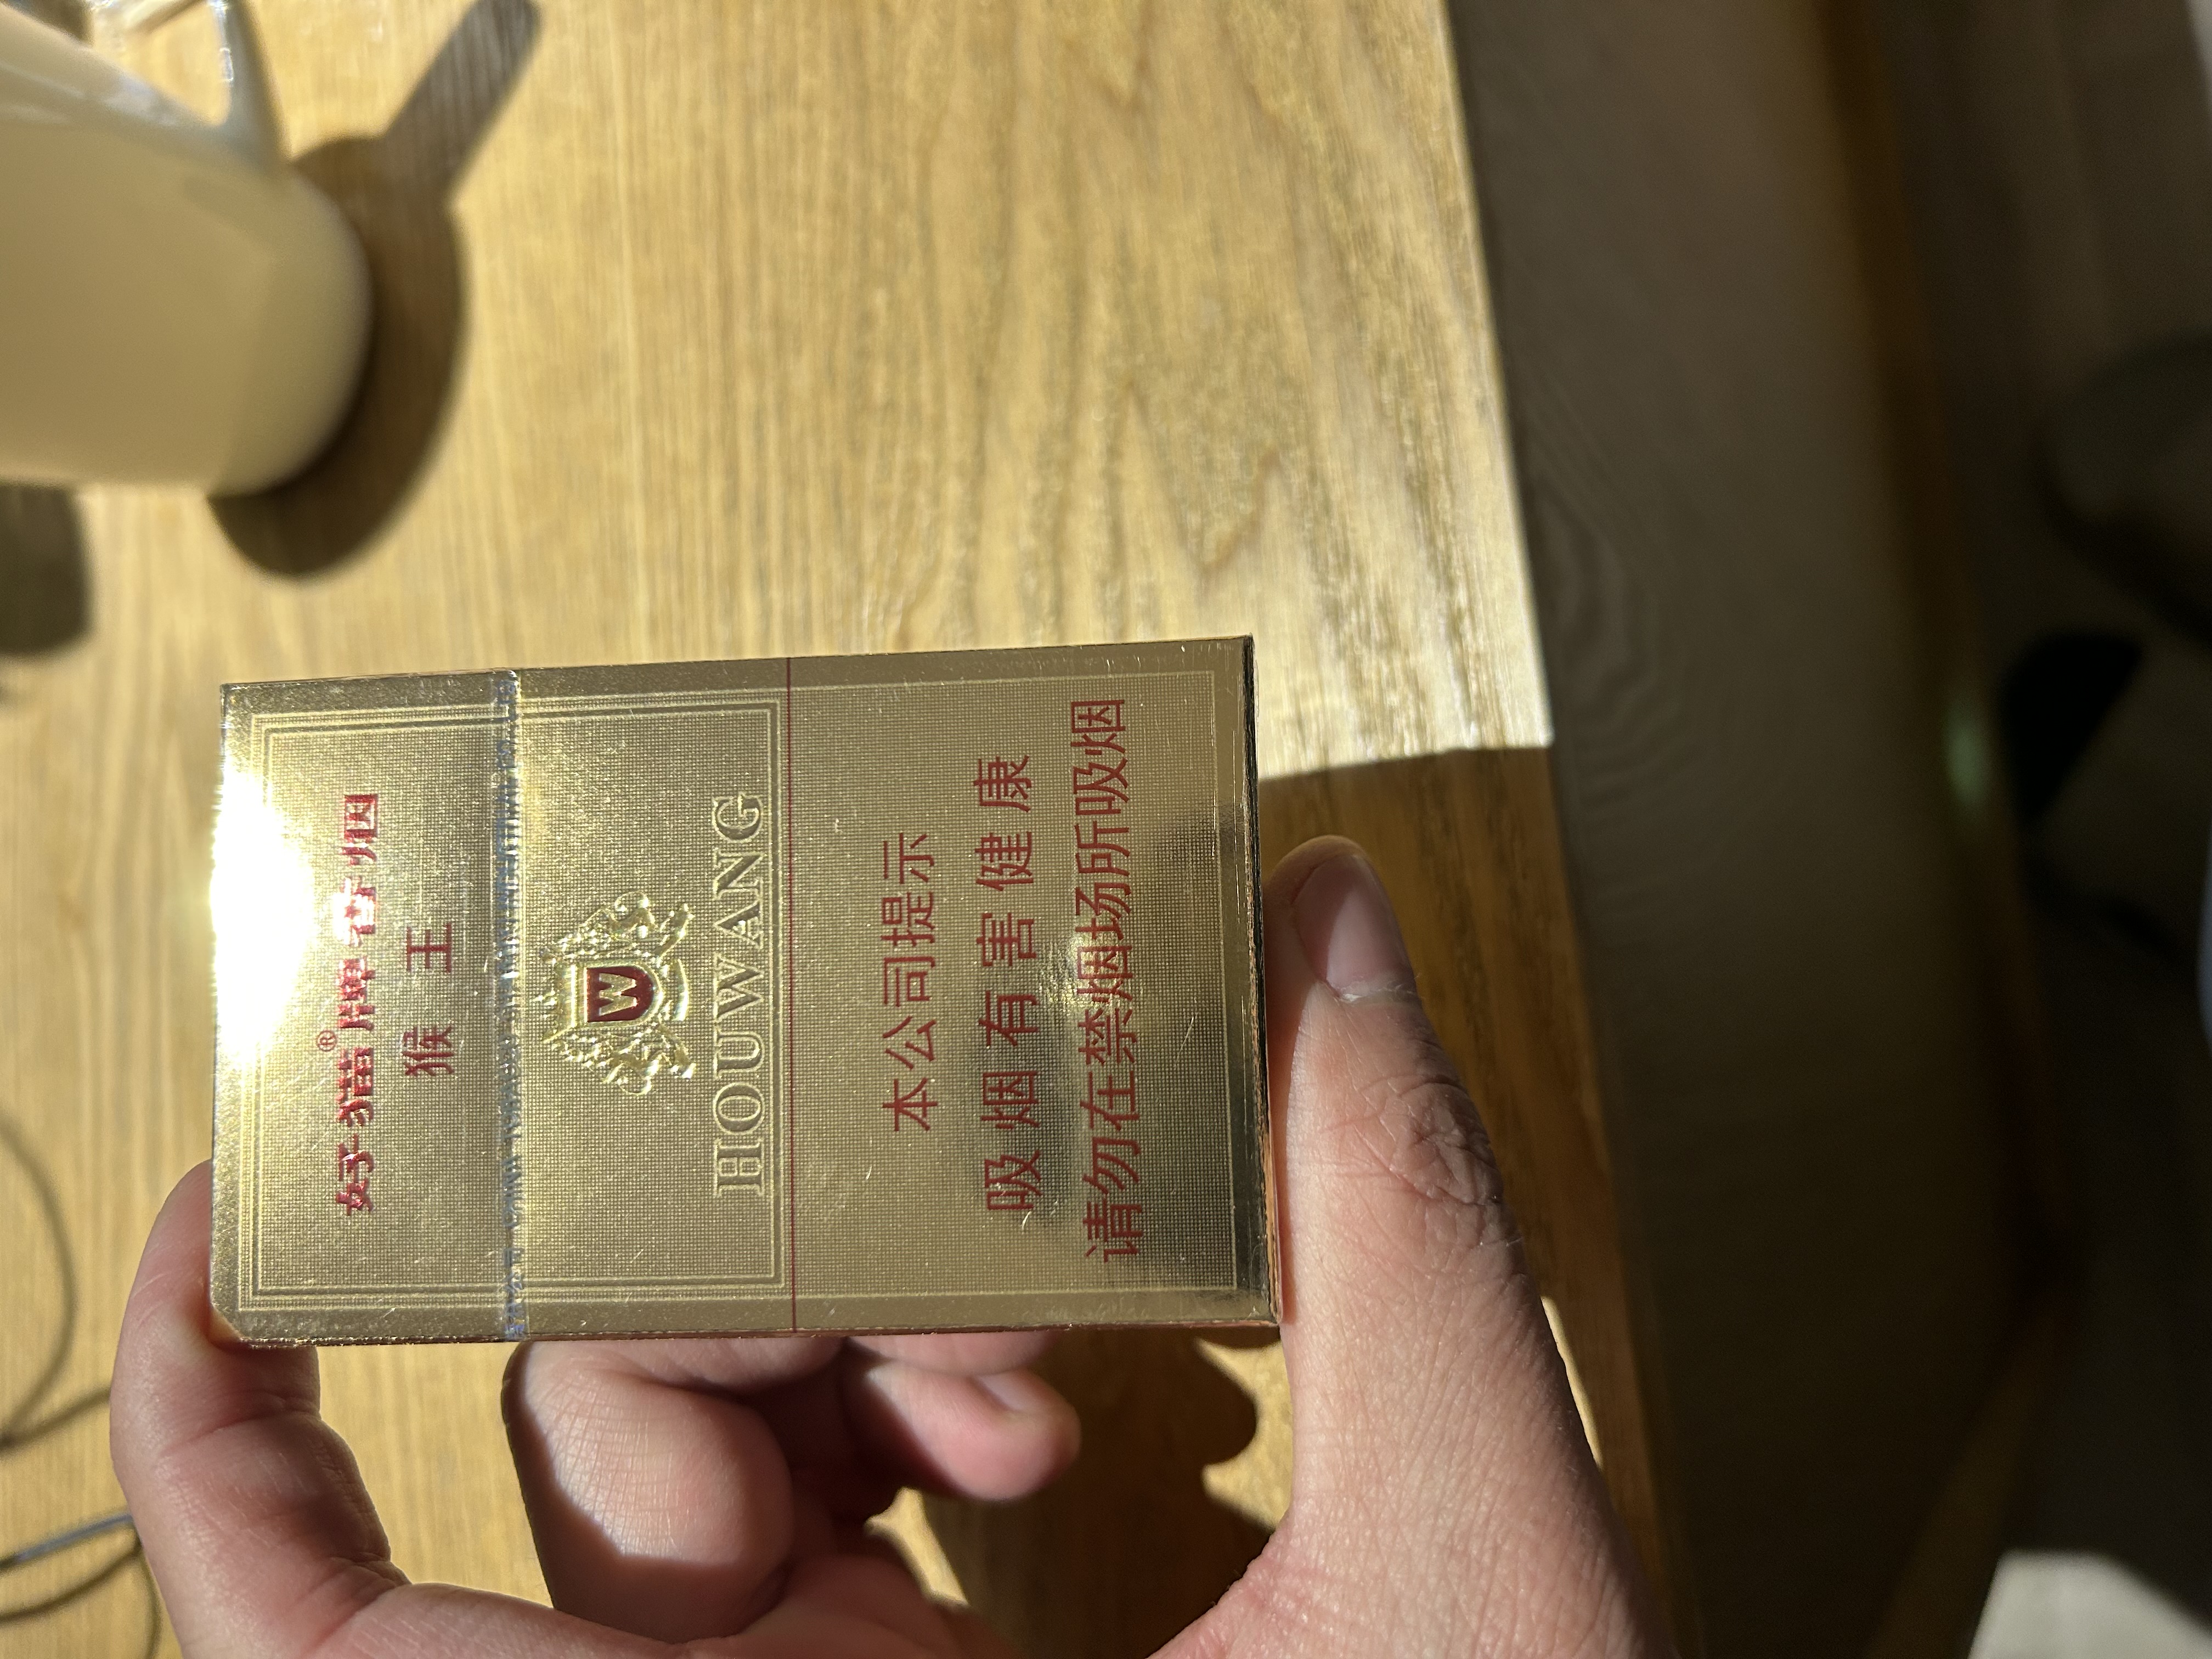 好猫®牌香烟
猴王
W
HOUWANG
本公司提示
吸烟有害健康
请勿在禁烟场所吸烟